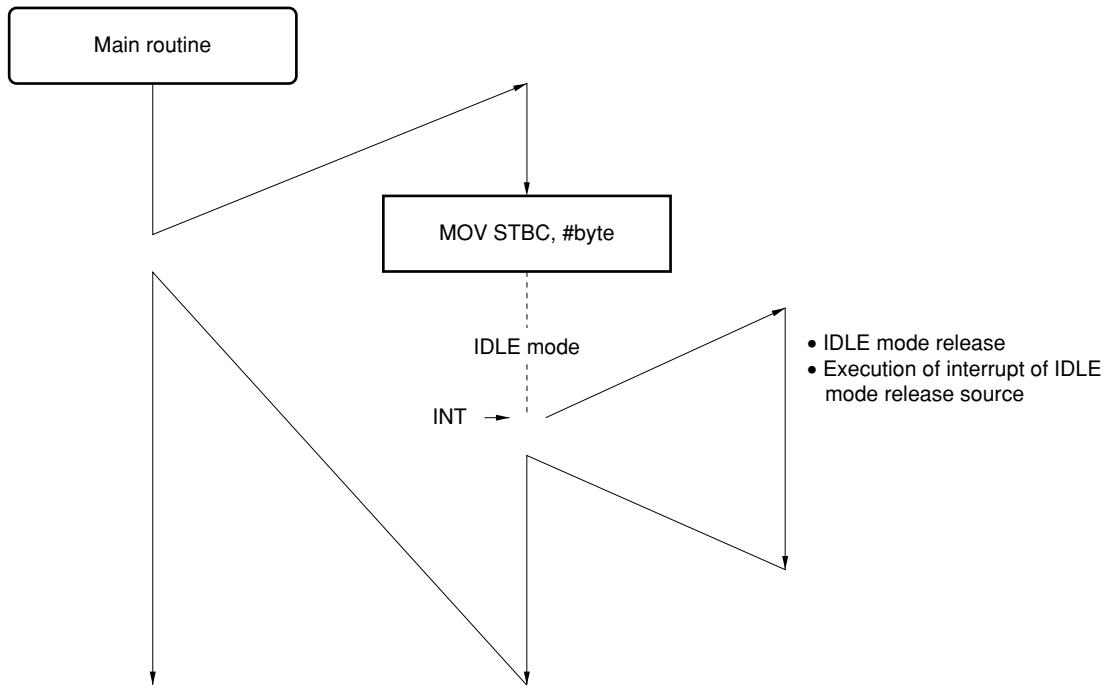 Main routine
MOV STBC, #byte
IDLE mode
• IDLE mode release
• Execution of interrupt of IDLE
mode release source
INT